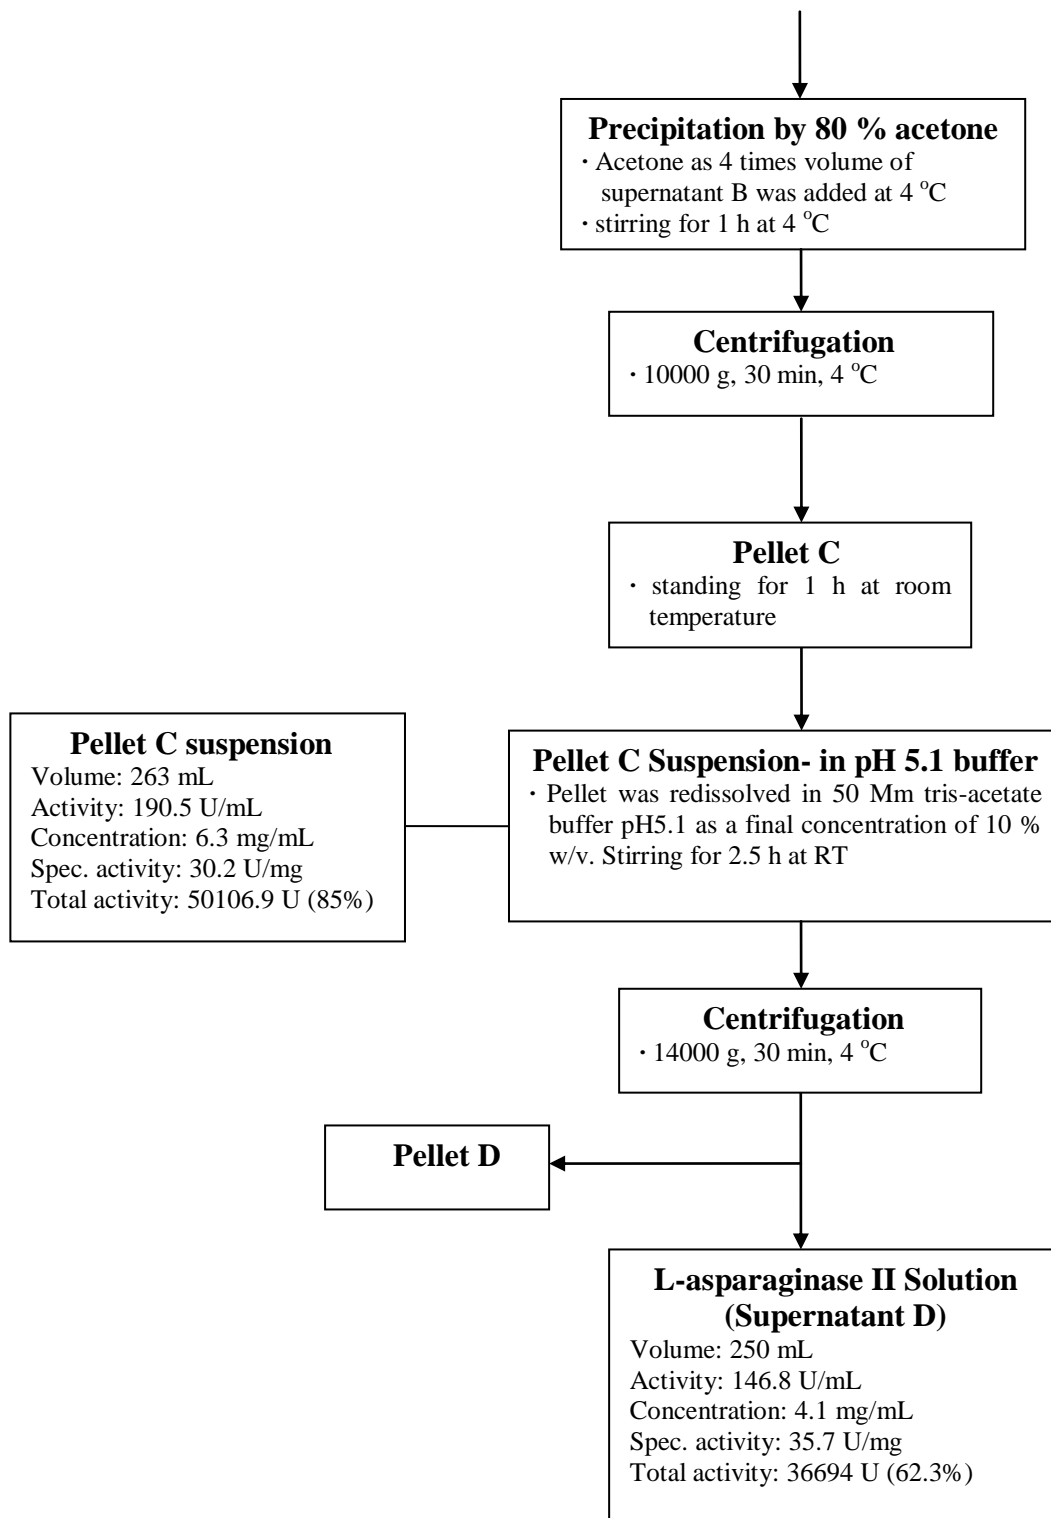 Precipitation by 80 % acetone
· Acetone as 4 times volume of
supernatant B was added at 4 °C
· stirring for 1 h at 4 °C
Centrifugation
· 10000 g, 30 min, 4 °C
Pellet C
· standing for 1 h at room
temperature
Pellet C suspension
Volume: 263 mL
Activity: 190.5 U/mL
Concentration: 6.3 mg/mL
Spec. activity: 30.2 U/mg
Total activity: 50106.9 U (85%)
Pellet C Suspension- in pH 5.1 buffer
· Pellet was redissolved in 50 Mm tris-acetate
buffer pH5.1 as a final concentration of 10 %
w/v. Stirring for 2.5 h at RT
Centrifugation
· 14000 g, 30 min, 4 °C
Pellet D
L-asparaginase II Solution
(Supernatant D)
Volume: 250 mL
Activity: 146.8 U/mL
Concentration: 4.1 mg/mL
Spec. activity: 35.7 U/mg
Total activity: 36694 U (62.3%)